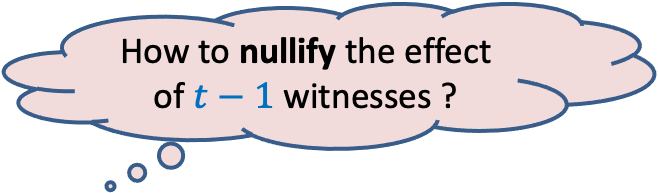 How to nullify the effect
of t − 1 witnesses ?